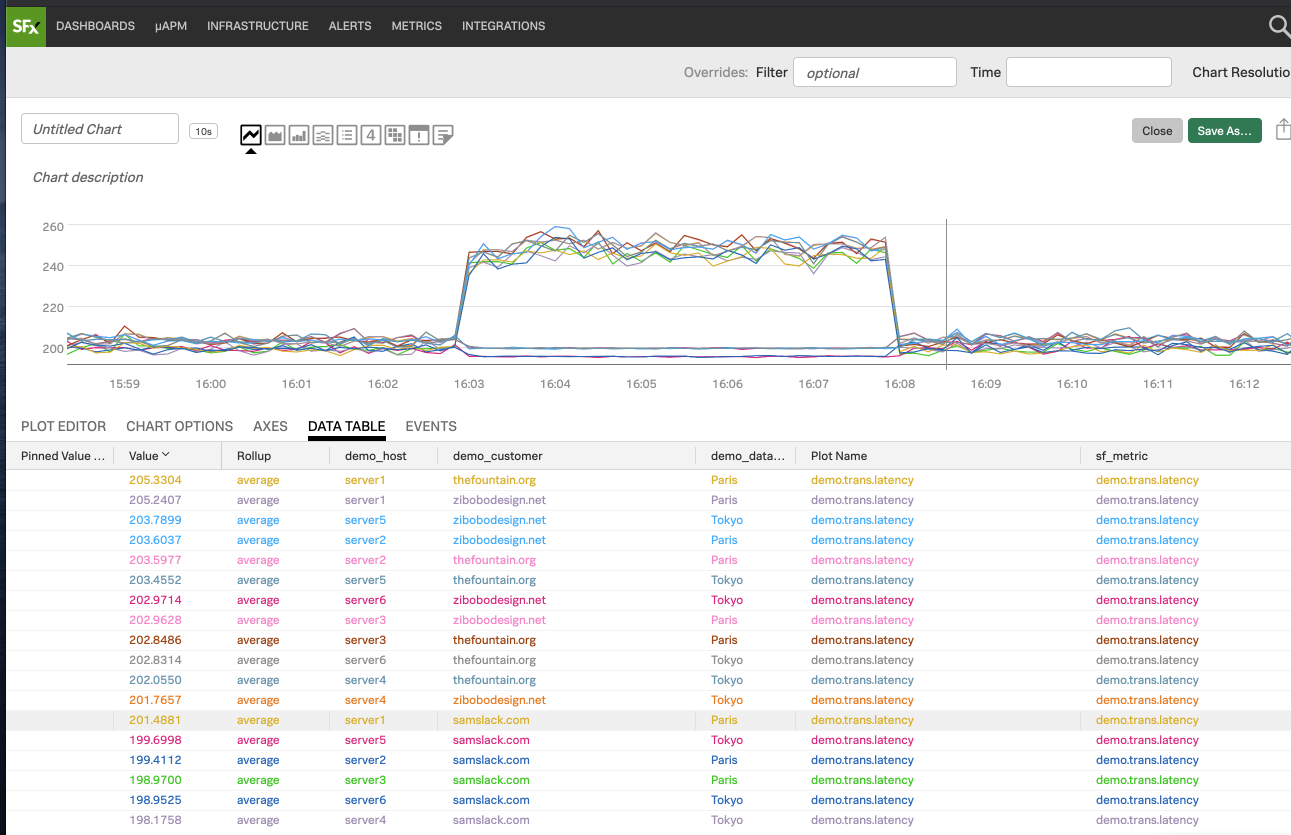 SFx DASHBOARDS µAPM INFRASTRUCTURE ALERTS METRICS INTEGRATIONS
Overrides: Filter optional Time Chart Resolutio
Untitled Chart 10s 4 Close Save As...
Chart description
260
240
220
200
15:59 16:00 16:01 16:02 16:03 16:04 16:05 16:06 16:07 16:08 16:09 16:10 16:11 16:12
PLOT EDITOR CHART OPTIONS AXES DATA TABLE EVENTS
Pinned Value ... Value Rollup demo_host demo_customer demo_data... Plot Name sf_metric
205.3304 average server1 thefountain.org Paris demo.trans.latency demo.trans.latency
205.2407 average server1 zibobodesign.net Paris demo.trans.latency demo.trans.latency
203.7899 average server5 zibobodesign.net Tokyo demo.trans.latency demo.trans.latency
203.6037 average server2 zibobodesign.net Paris demo.trans.latency demo.trans.latency
203.5977 average server2 thefountain.org Paris demo.trans.latency demo.trans.latency
203.4552 average server5 thefountain.org Tokyo demo.trans.latency demo.trans.latency
202.9714 average server6 zibobodesign.net Tokyo demo.trans.latency demo.trans.latency
202.9628 average server3 zibobodesign.net Paris demo.trans.latency demo.trans.latency
202.8486 average server3 thefountain.org Paris demo.trans.latency demo.trans.latency
202.8314 average server6 thefountain.org Tokyo demo.trans.latency demo.trans.latency
202.0550 average server4 thefountain.org Tokyo demo.trans.latency demo.trans.latency
201.7657 average server4 zibobodesign.net Tokyo demo.trans.latency demo.trans.latency
201.4881 average server1 samslack.com Paris demo.trans.latency demo.trans.latency
199.6998 average server5 samslack.com Tokyo demo.trans.latency demo.trans.latency
199.4112 average server2 samslack.com Paris demo.trans.latency demo.trans.latency
198.9700 average server3 samslack.com Paris demo.trans.latency demo.trans.latency
198.9525 average server6 samslack.com Tokyo demo.trans.latency demo.trans.latency
198.1758 average server4 samslack.com Tokyo demo.trans.latency demo.trans.latency